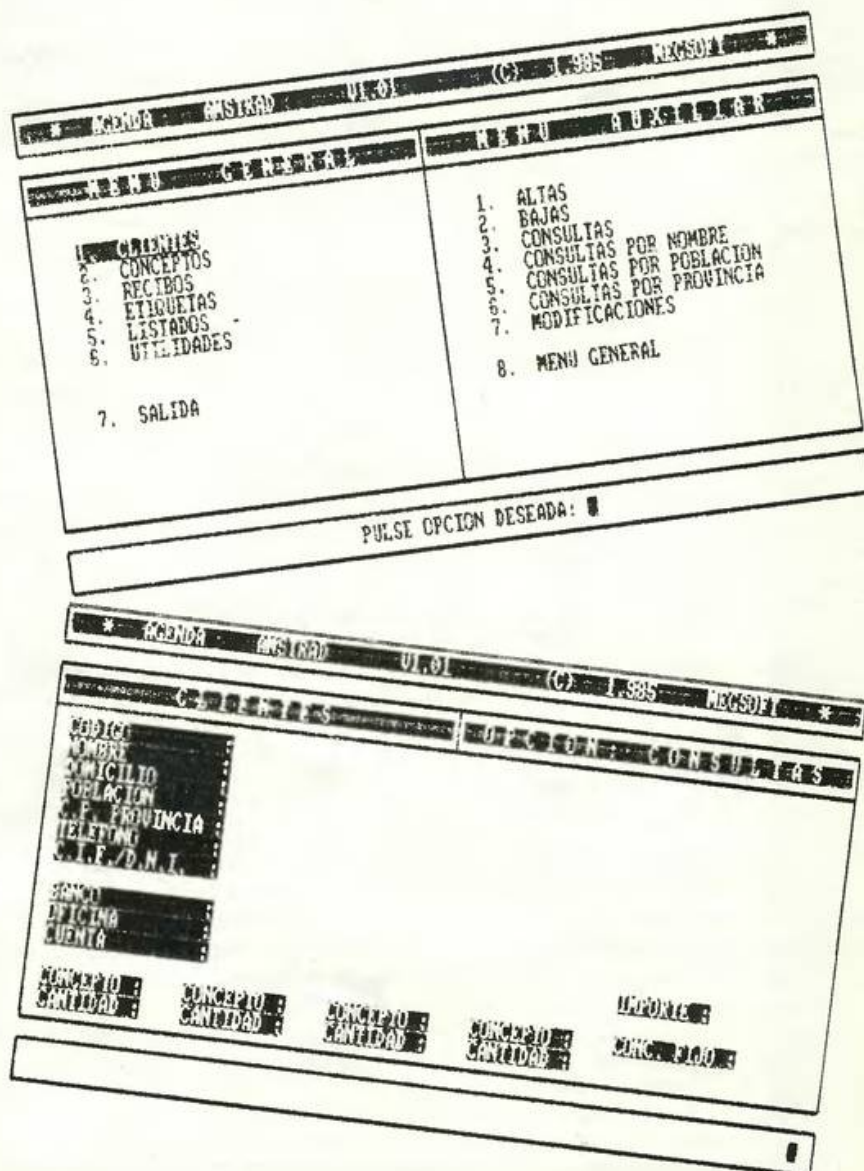 * AGENDA AMSTRAD V1.01 (C) 1.985 MEGSOFT *
MENU GENERAL
MENU AUXILIAR
1. CLIENTES
2. CONCEPTOS
3. RECIBOS
4. ETIQUETAS
5. LISTADOS
6. UTILIDADES
7. SALIDA
1. ALTAS
2. BAJAS
3. CONSULTAS
4. CONSULTAS POR NOMBRE
5. CONSULTAS POR POBLACION
6. CONSULTAS POR PROVINCIA
7. MODIFICACIONES
8. MENU GENERAL
PULSE OPCION DESEADA:
* AGENDA AMSTRAD V1.01 (C) 1.985 MEGSOFT *
CLIENTES
OPCION: CONSULTAS
CODIGO :
NOMBRE :
DOMICILIO :
POBLACION :
C.P. PROVINCIA :
TELEFONO :
C.I.F./D.N.I. :
BANCO :
OFICINA :
CUENTA :
CONCEPTO : CONCEPTO : CONCEPTO : CONCEPTO : IMPORTE :
CANTIDAD : CANTIDAD : CANTIDAD : CANTIDAD : CONC. FIJO :